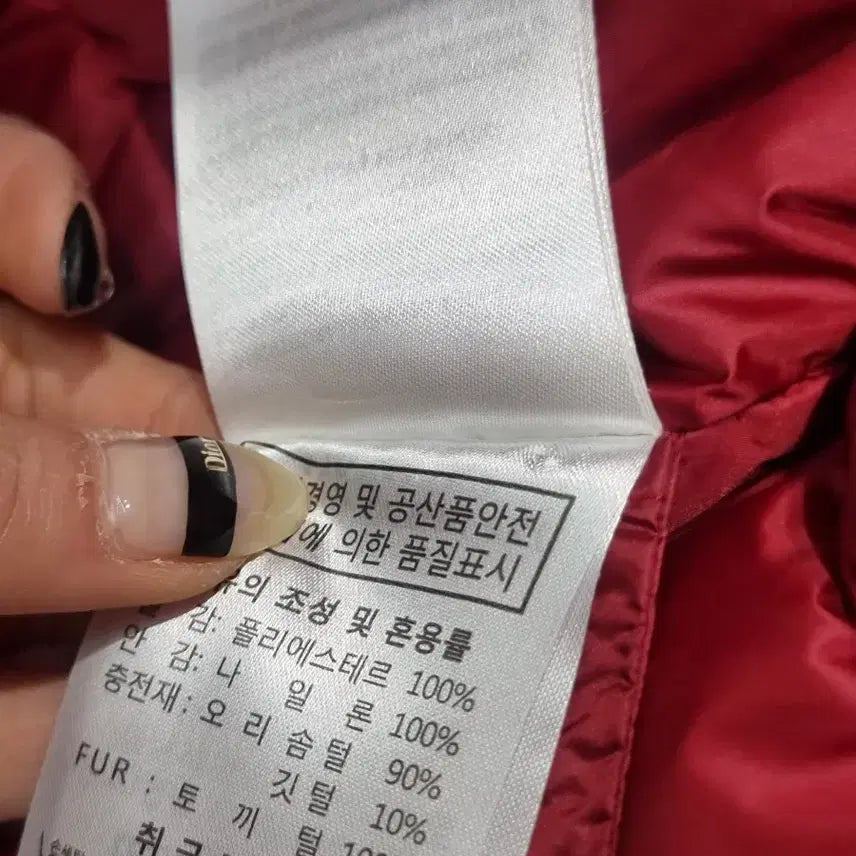 Dior
경영 및 공산품안전
에 의한 품질표시
의 조성 및 혼용률
감: 폴리에스테르 100%
안 감: 나 일 론 100%
충전재: 오 리 솜털 90%
깃털 10%
FUR : 토 끼 털
취